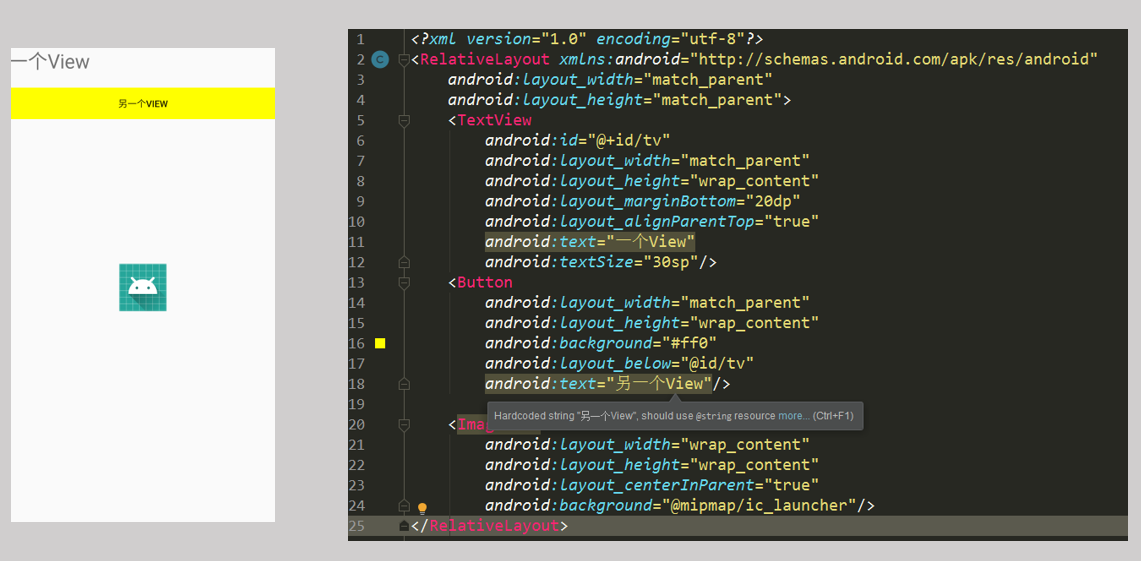 一个View
另一个VIEW
1 <?xml version="1.0" encoding="utf-8"?>
2 C <RelativeLayout xmlns:android="http://schemas.android.com/apk/res/android"
3 android:layout_width="match_parent"
4 android:layout_height="match_parent">
5 <TextView
6 android:id="@+id/tv"
7 android:layout_width="match_parent"
8 android:layout_height="wrap_content"
9 android:layout_marginBottom="20dp"
10 android:layout_alignParentTop="true"
11 android:text="一个View"
12 android:textSize="30sp"/>
13 <Button
14 android:layout_width="match_parent"
15 android:layout_height="wrap_content"
16 android:background="#ff0"
17 android:layout_below="@id/tv"
18 android:text="另一个View"/>
19
Hardcoded string "另一个View", should use @string resource more... (Ctrl+F1)
20 <Imag
21 android:layout_width="wrap_content"
22 android:layout_height="wrap_content"
23 android:layout_centerInParent="true"
24 android:background="@mipmap/ic_launcher"/>
25 </RelativeLayout>